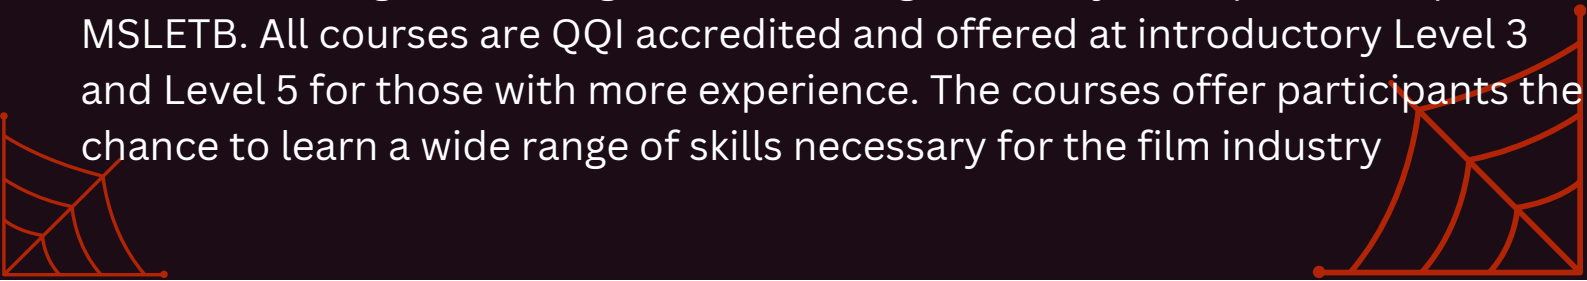 MSLETB. All courses are QQI accredited and offered at introductory Level 3
and Level 5 for those with more experience. The courses offer participants the
chance to learn a wide range of skills necessary for the film industry